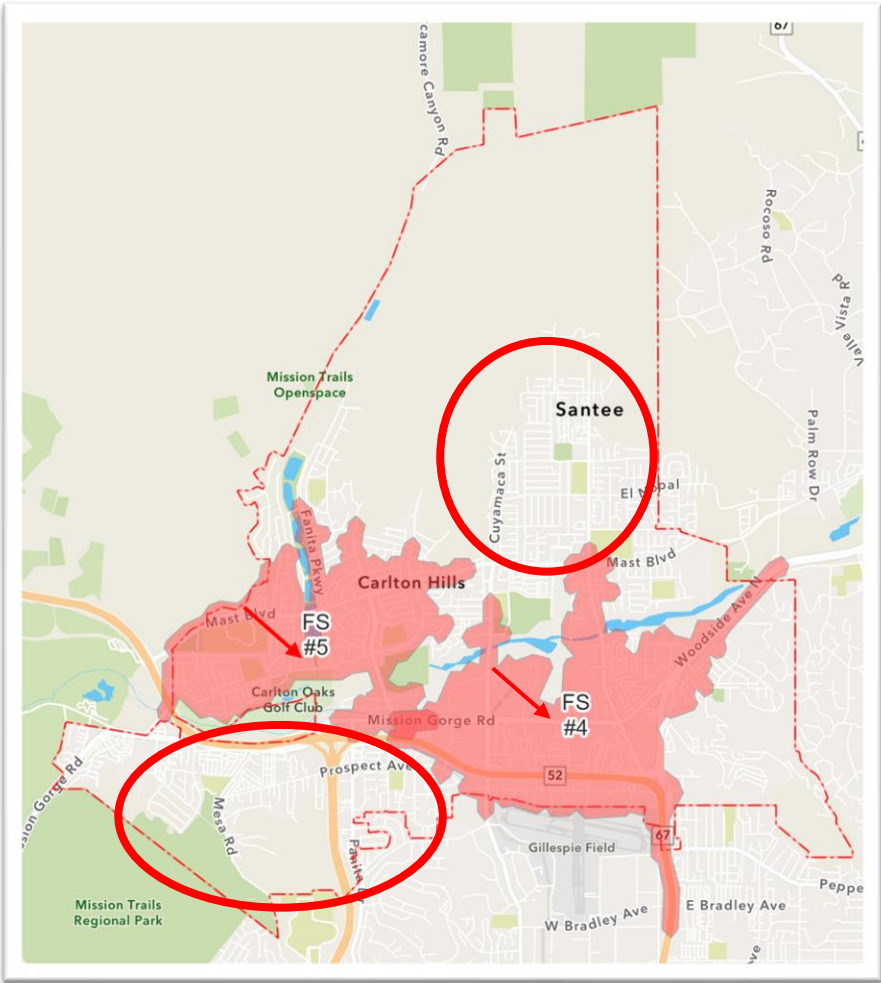 67
camore Canyon Rd
Rocoso Rd
Valle Vista Rd
Mission Trails
Openspace
Santee
Palm Row Dr
Cuyamaca St
El Nopal
Fanita Pkwy
Mast Blvd
Carlton Hills
Mast Blvd
FS
#5
Woodside Ave N
Carlton Oaks
Golf Club
FS
#4
Mission Gorge Rd
ssion Gorge Rd
Prospect Ave
52
Mesa Rd
67
Gillespie Field
Peppe
Mission Trails
Regional Park
E Bradley Ave
W Bradley Ave